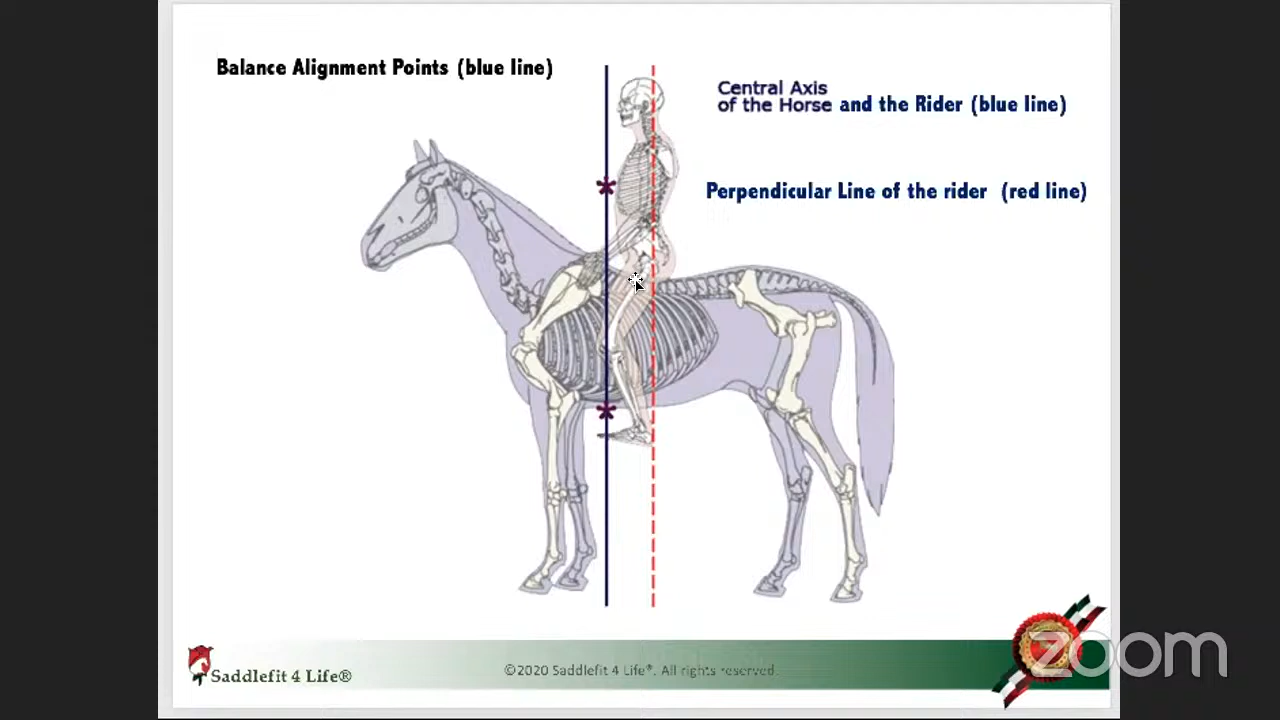 Balance Alignment Points (blue line)
Central Axis
of the Horse and the Rider (blue line)
Perpendicular Line of the rider (red line)
Saddlefit 4 Life®
©2020 Saddlefit 4 Life®. All rights reserved.
zoom